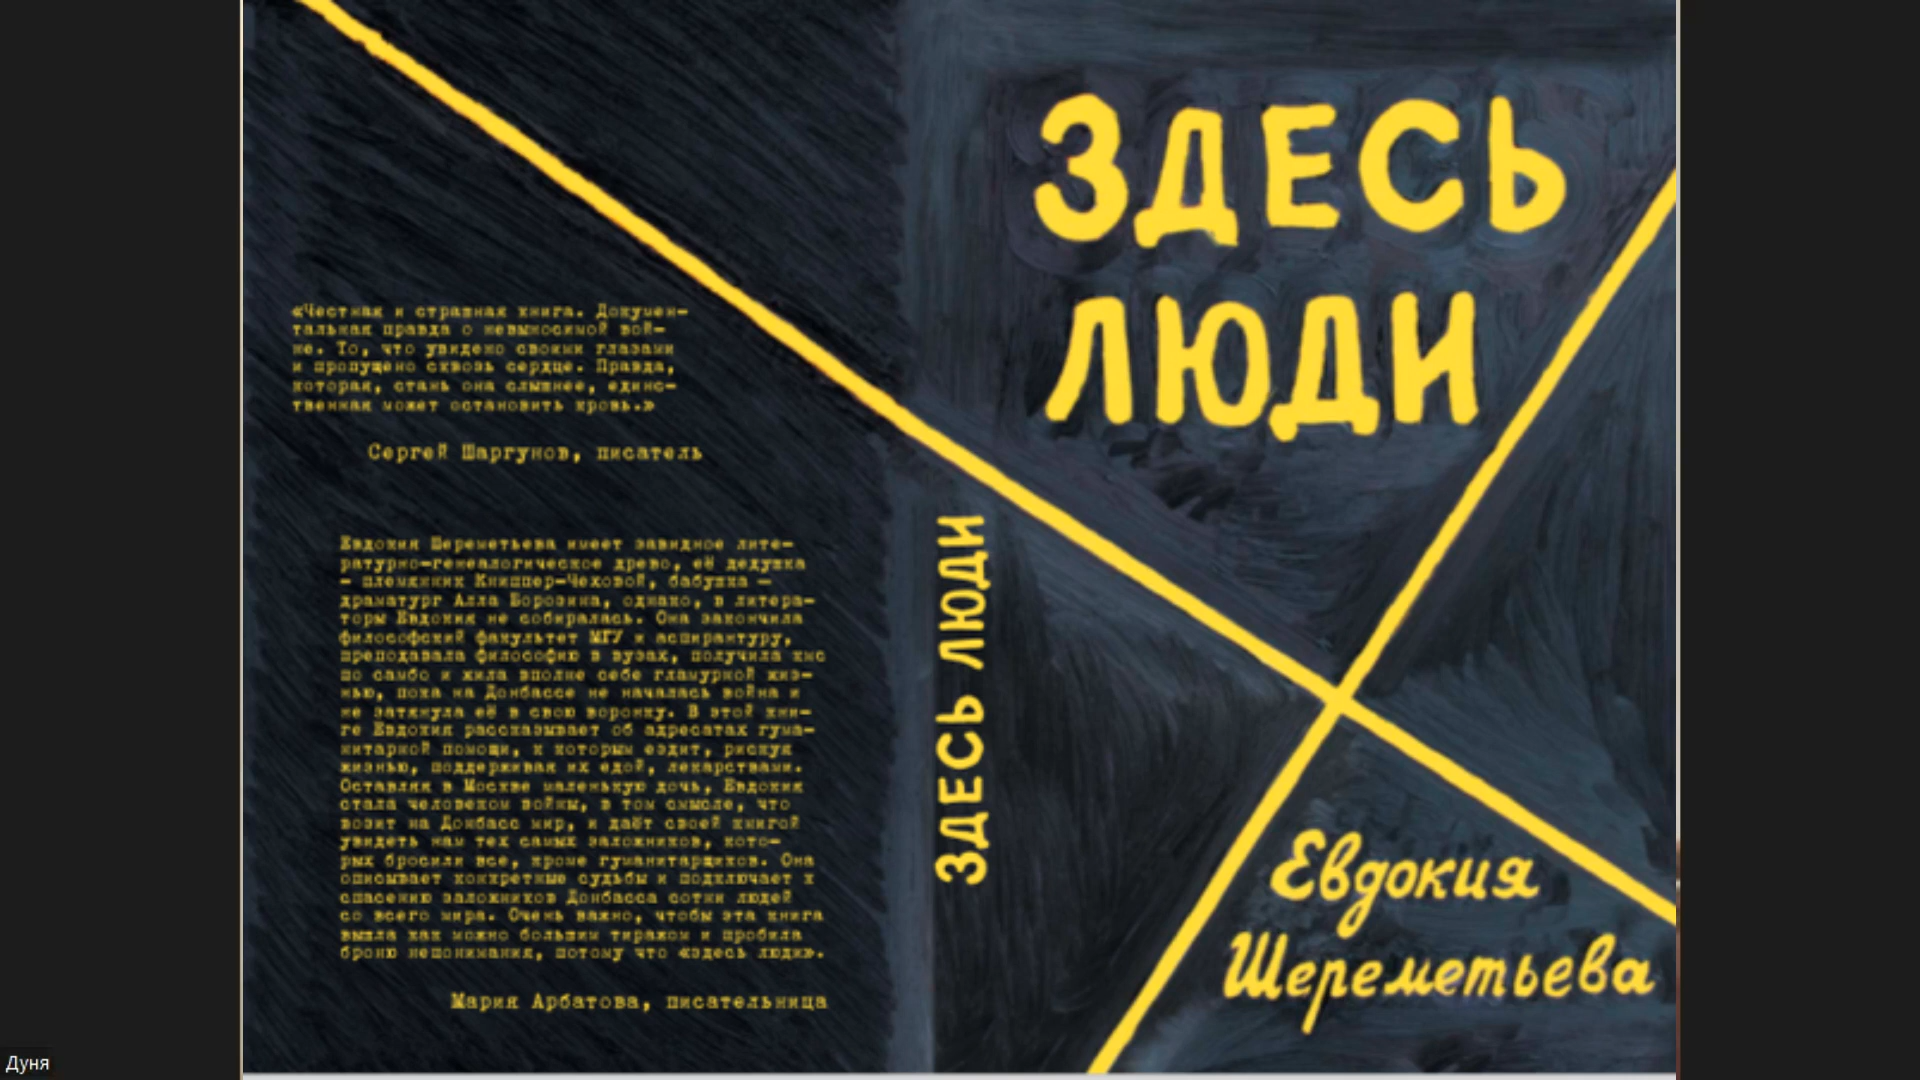 «Честная и страшная книга. Докумен-
тальная правда о невыносимой вой-
не. То, что увидено своими глазами
и пропущено сквозь сердце. Правда,
которая, стань она слышнее, единс-
твенная может остановить кровь.»
Сергей Шаргунов, писатель
Евдокия Шереметьева имеет завидное лите-
ратурно-генеалогическое древо, её дедушка
– племянник Книппер-Чеховой, бабушка –
драматург Алла Борозина, однако, в литера-
торы Евдокия не собиралась. Она закончила
философский факультет МГУ и аспирантуру,
преподавала философию в вузах, получила кмс
по самбо и жила вполне себе гламурной жиз-
нью, пока на Донбассе не началась война и
не затянула её в свою воронку. В этой кни-
ге Евдокия рассказывает об адресатах гума-
нитарной помощи, к которым ездит, рискуя
жизнью, поддерживая их едой, лекарствами.
Оставляя в Москве маленькую дочь, Евдокия
стала человеком войны, в том смысле, что
возит на Донбасс мир, и даёт своей книгой
увидеть нам тех самых заложников, кото-
рых бросили все, кроме гуманитарщиков. Она
описывает конкретные судьбы и подключает к
спасению заложников Донбасса сотни людей
со всего мира. Очень важно, чтобы эта книга
вышла как можно большим тиражом и пробила
броню непонимания, потому что «здесь люди».
Мария Арбатова, писательница
ЗДЕСЬ ЛЮДИ
ЗДЕСЬ
ЛЮДИ
Евдокия
Шереметьева
Дуня